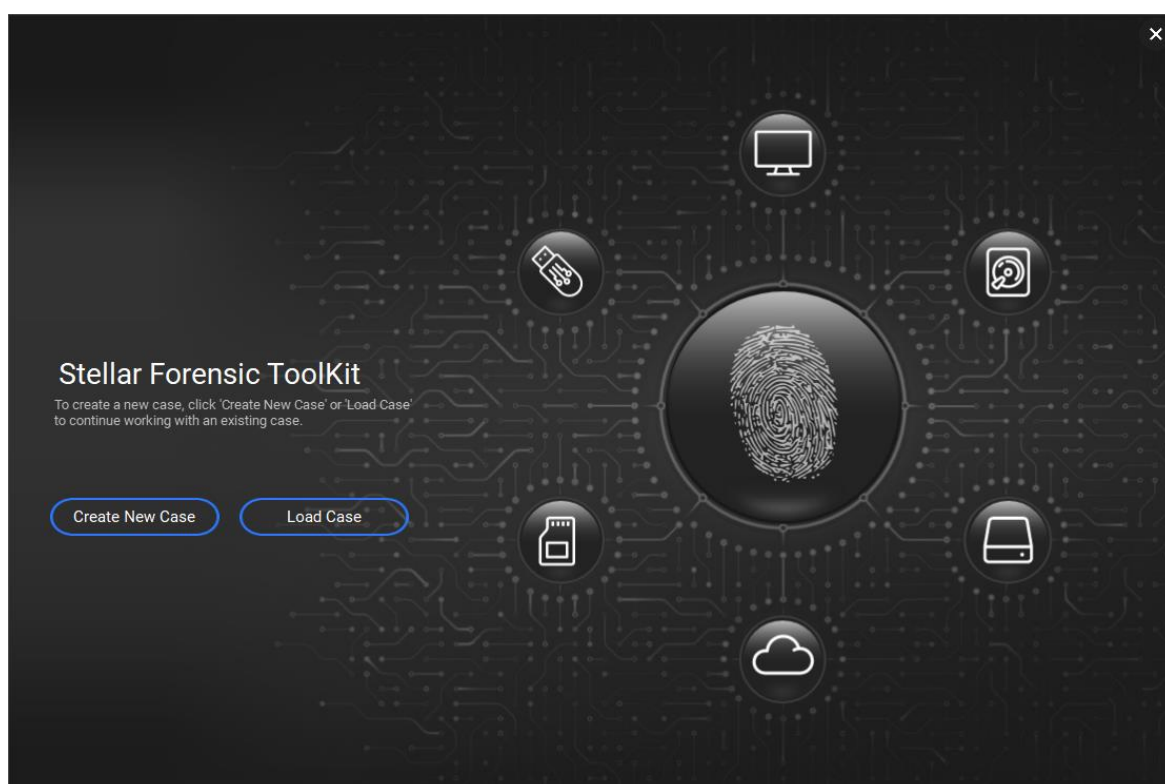 Stellar Forensic ToolKit
To create a new case, click 'Create New Case' or 'Load Case'
to continue working with an existing case.
Create New Case
Load Case